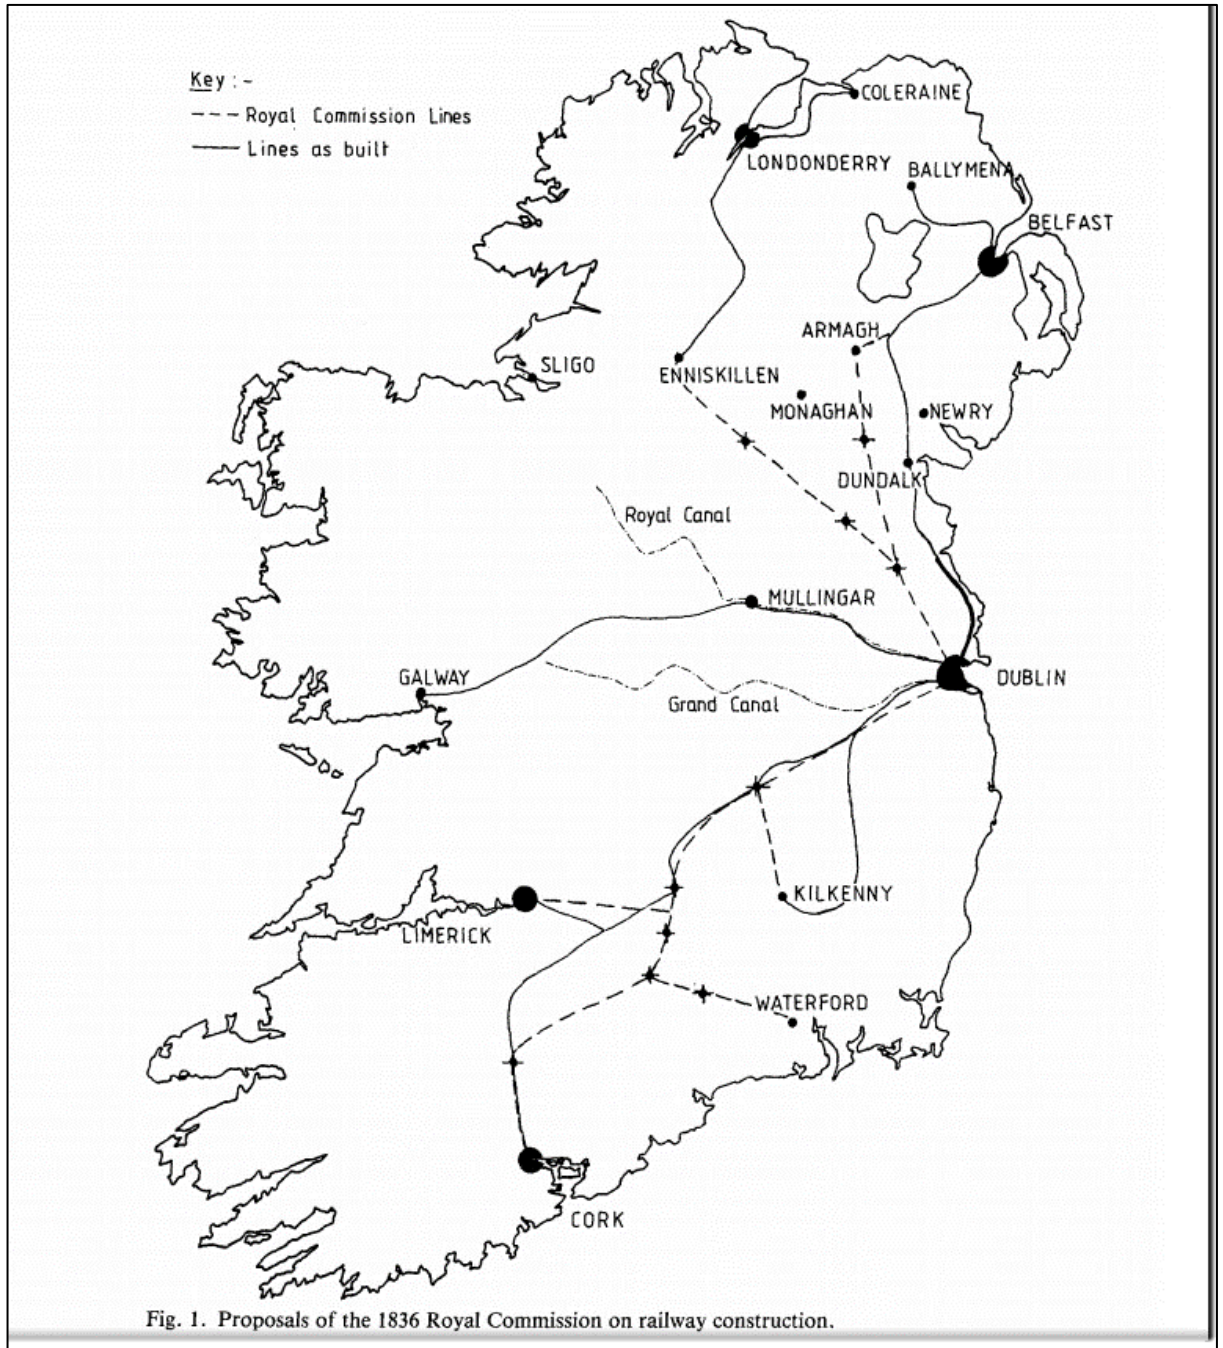 Key :-
--- Royal Commission Lines
—— Lines as built
COLERAINE
LONDONDERRY
BALLYMENA
BELFAST
ARMAGH
SLIGO
ENNISKILLEN
MONAGHAN
NEWRY
DUNDALK
Royal Canal
MULLINGAR
GALWAY
DUBLIN
Grand Canal
KILKENNY
LIMERICK
WATERFORD
CORK
Fig. 1. Proposals of the 1836 Royal Commission on railway construction.